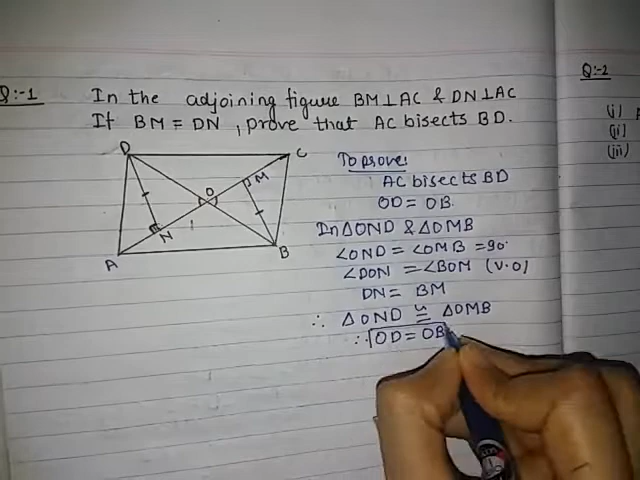 Q:-1
In the adjoining figure BM⊥AC & DN⊥AC
If BM = DN, prove that AC bisects BD.
D
C
O
M
N
A
B
To prove:
AC bisects BD
OD = OB.
In △OND & △OMB
∠OND = ∠OMB = 90°
∠DON = ∠BOM (V.O)
DN = BM
∴ △OND ≅ △OMB
∴ OD = OB
Q:-2
(i)
(ii)
(iii)